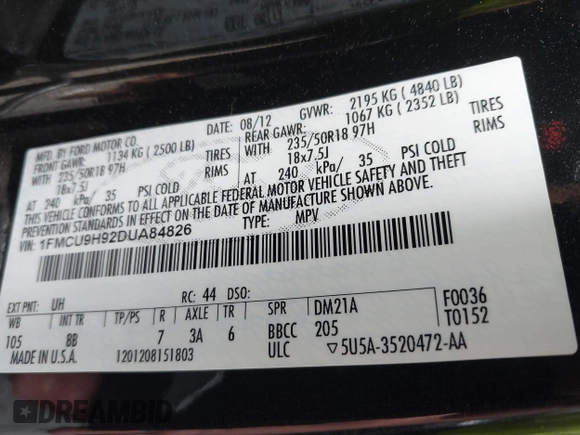 MFD. BY FORD MOTOR CO.
DATE: 08/12
GVWR: 2195 KG ( 4840 LB)
FRONT GAWR: 1134 KG ( 2500 LB)
REAR GAWR: 1067 KG ( 2352 LB)
WITH 235/50R18 97H TIRES
WITH 235/50R18 97H TIRES
18x7.5J RIMS
18x7.5J RIMS
AT 240 kPa/ 35 PSI COLD
AT 240 kPa/ 35 PSI COLD
THIS VEHICLE CONFORMS TO ALL APPLICABLE FEDERAL MOTOR VEHICLE SAFETY AND THEFT
PREVENTION STANDARDS IN EFFECT ON THE DATE OF MANUFACTURE SHOWN ABOVE.
VIN: 1FMCU9H92DUA84826
TYPE: MPV
EXT PNT: UH RC: 44 DSO:
WB INT TR TP/PS R AXLE TR SPR DM21A F0036
105 8B 7 3A 6 BBCC 205 T0152
MADE IN U.S.A. 1201208151803 ULC ▽5U5A-3520472-AA
DREAMBID